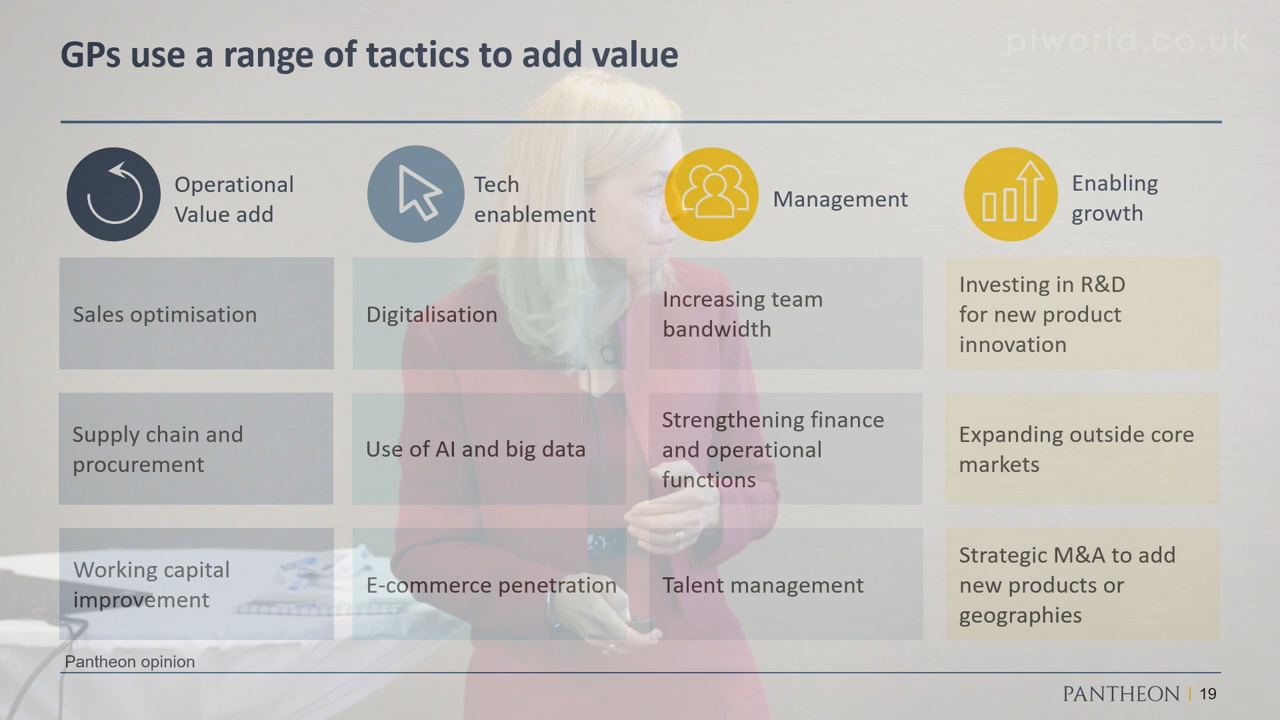 piworld.co.uk
GPs use a range of tactics to add value
Operational
Value add
Tech
enablement
Management
Enabling
growth
Sales optimisation
Digitalisation
Increasing team
bandwidth
Investing in R&D
for new product
innovation
Supply chain and
procurement
Use of AI and big data
Strengthening finance
and operational
functions
Expanding outside core
markets
Working capital
improvement
E-commerce penetration
Talent management
Strategic M&A to add
new products or
geographies
Pantheon opinion
PANTHEON | 19